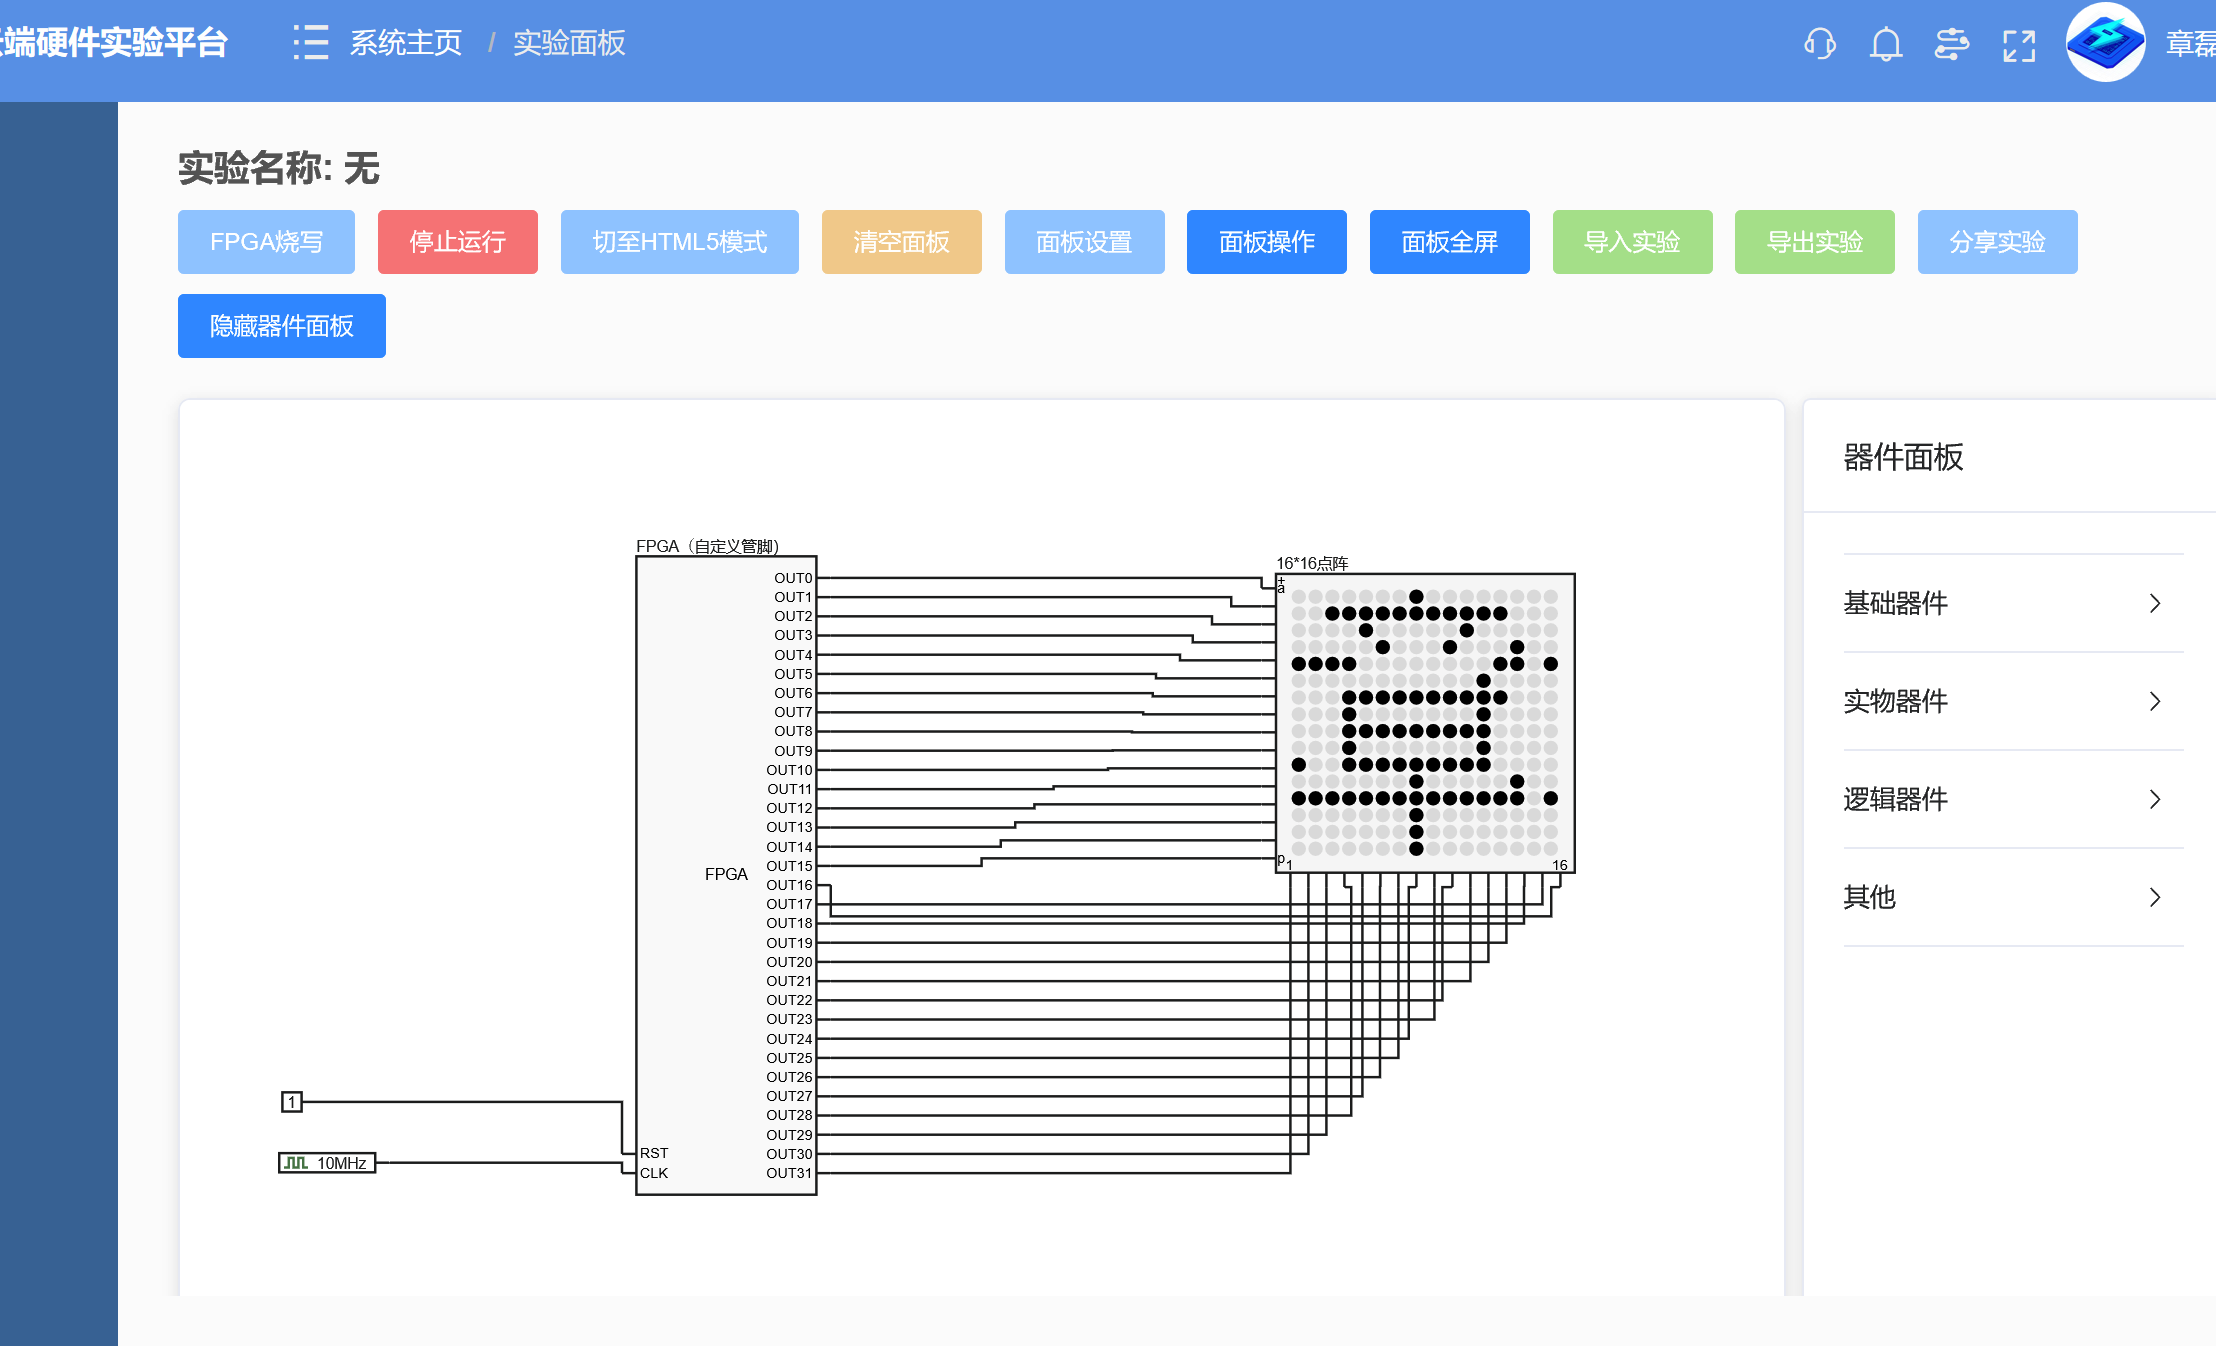 端硬件实验平台
系统主页 / 实验面板
章磊
实验名称: 无
FPGA烧写
停止运行
切至HTML5模式
清空面板
面板设置
面板操作
面板全屏
导入实验
导出实验
分享实验
隐藏器件面板
FPGA（自定义管脚)
OUT0
OUT1
OUT2
OUT3
OUT4
OUT5
OUT6
OUT7
OUT8
OUT9
OUT10
OUT11
OUT12
OUT13
OUT14
OUT15
OUT16
OUT17
OUT18
OUT19
OUT20
OUT21
OUT22
OUT23
OUT24
OUT25
OUT26
OUT27
OUT28
OUT29
OUT30
OUT31
FPGA
RST
CLK
1
10MHz
16*16点阵
+
a
章
p
1
16
器件面板
基础器件
实物器件
逻辑器件
其他